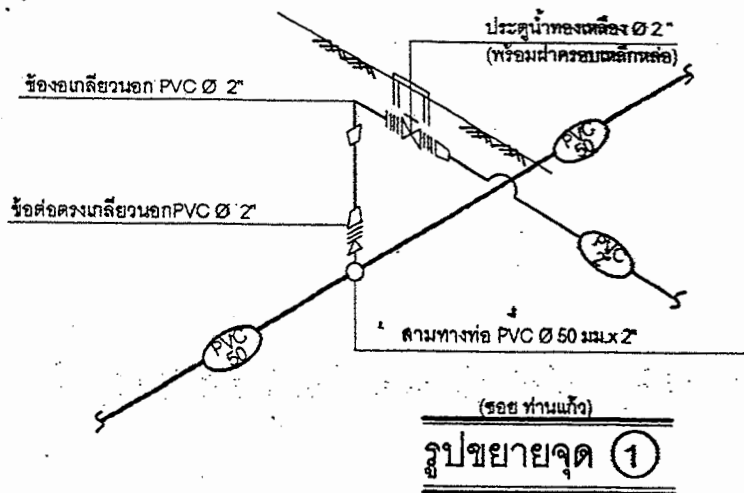 ประตูน้ำทองเหลือง Ø 2"
(พร้อมฝาครอบเหล็กหล่อ)
ข้องอเกลียวนอก PVC Ø 2"
PVC 50
ข้อต่อตรงเกลียวนอกPVC Ø 2"
PVC 2"
PVC 50
สามทางท่อ PVC Ø 50 มม.x 2"
(ซอย ท่านแก้ว)
รูปขยายจุด 1